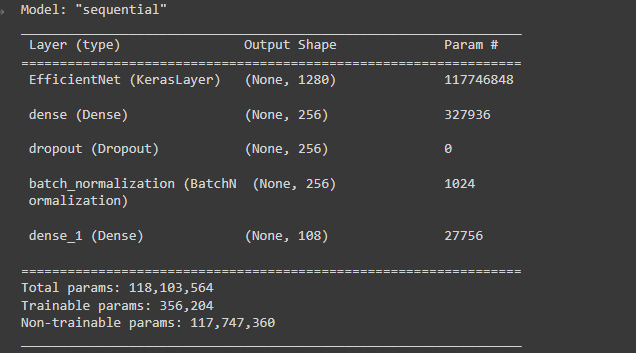 Model: "sequential"
Layer (type) Output Shape Param #
EfficientNet (KerasLayer) (None, 1280) 117746848
dense (Dense) (None, 256) 327936
dropout (Dropout) (None, 256) 0
batch_normalization (BatchN (None, 256) 1024
ormalization)
dense_1 (Dense) (None, 108) 27756
Total params: 118,103,564
Trainable params: 356,204
Non-trainable params: 117,747,360